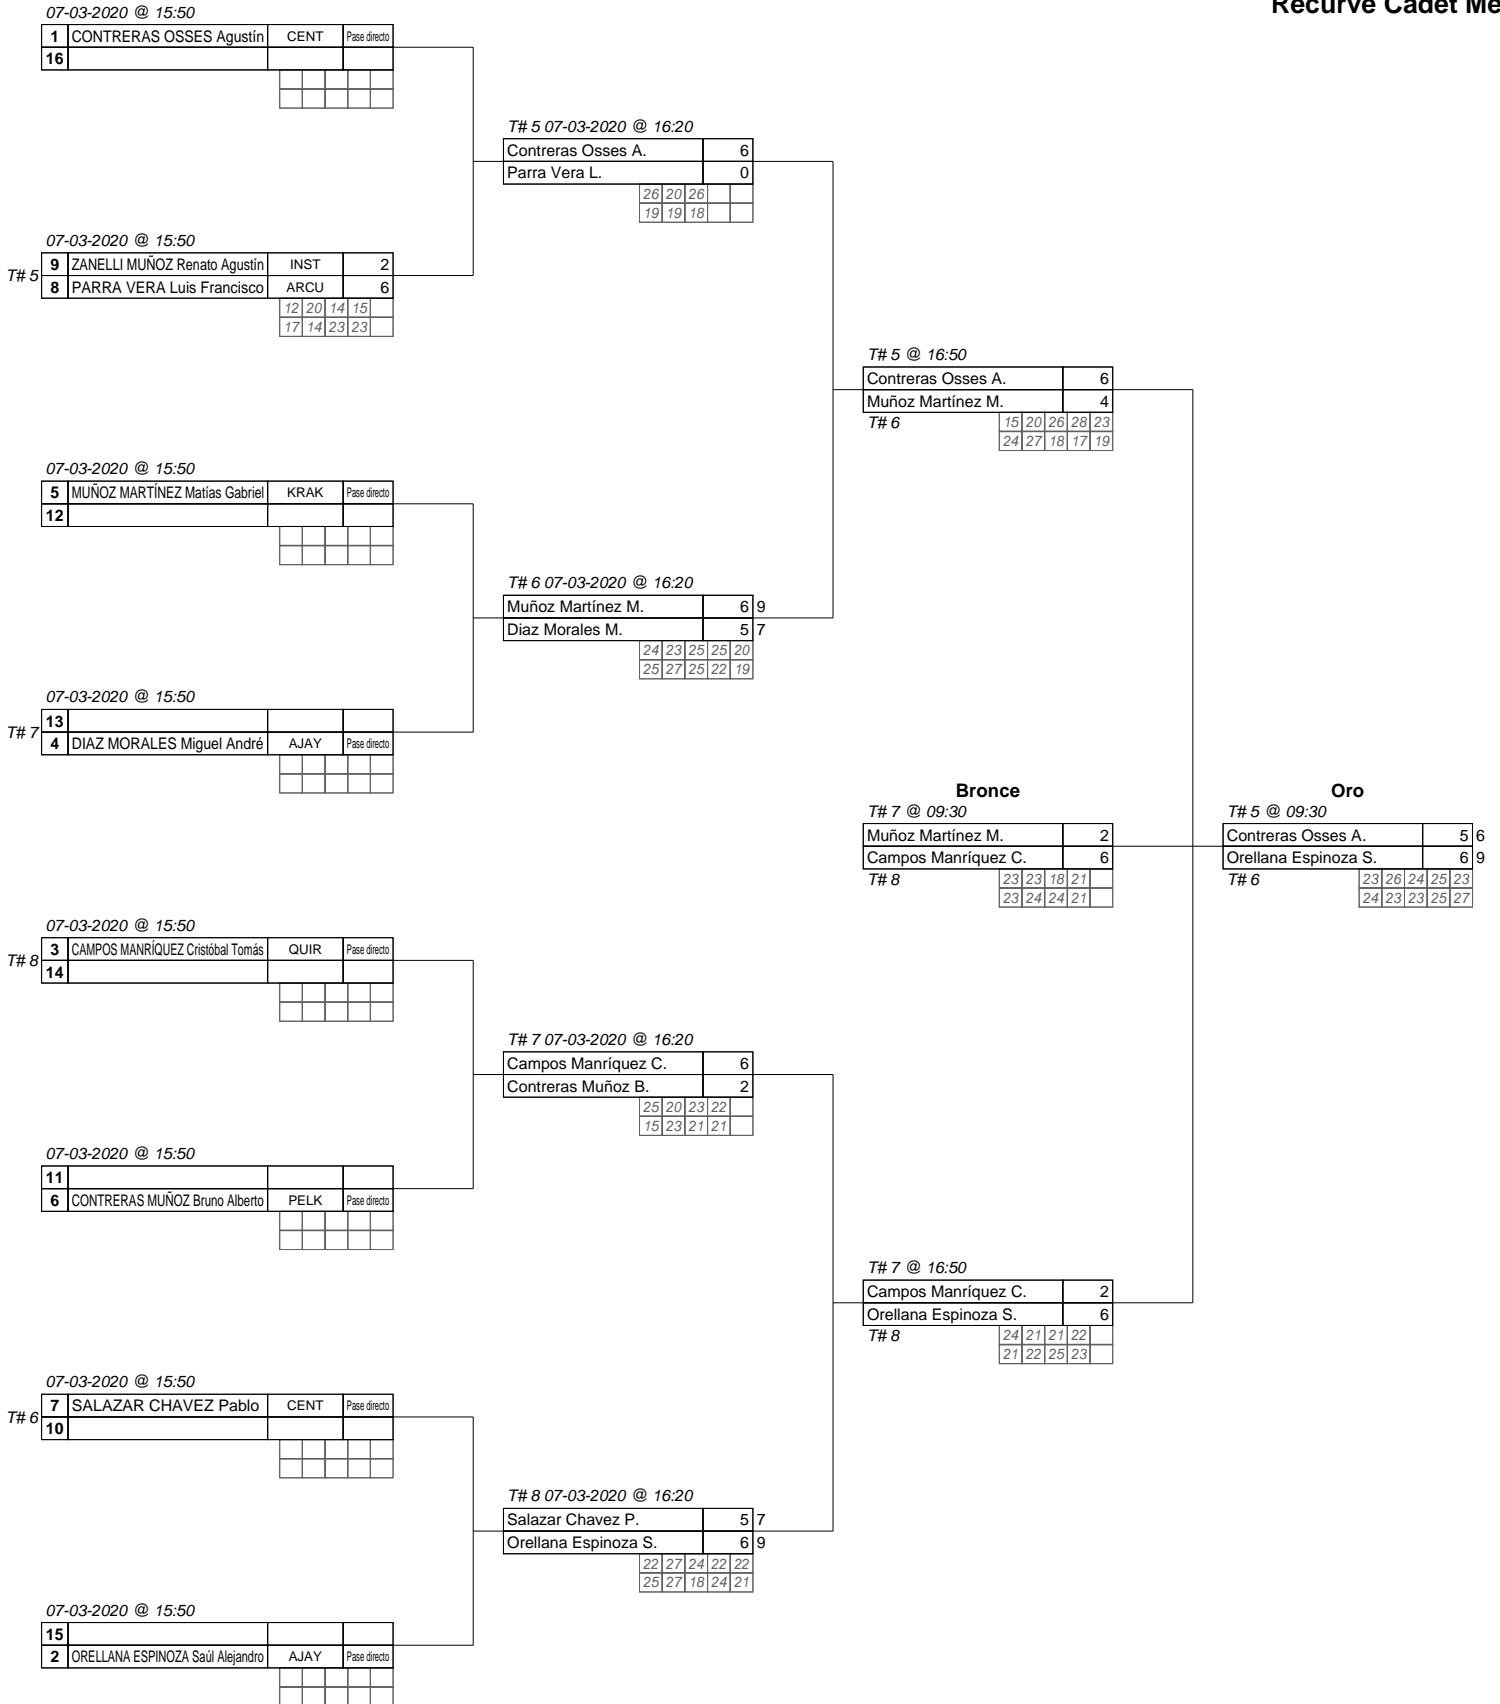 Recurve Cadet Me
07-03-2020 @ 15:50
1 CONTRERAS OSSES Agustín CENT Pase directo
16
T# 5 07-03-2020 @ 16:20
Contreras Osses A. 6
Parra Vera L. 0
26 20 26
19 19 18
07-03-2020 @ 15:50
T# 5
9 ZANELLI MUÑOZ Renato Agustín INST 2
8 PARRA VERA Luis Francisco ARCU 6
12 20 14 15
17 14 23 23
T# 5 @ 16:50
Contreras Osses A. 6
Muñoz Martínez M. 4
T# 6 15 20 26 28 23
24 27 18 17 19
07-03-2020 @ 15:50
5 MUÑOZ MARTÍNEZ Matías Gabriel KRAK Pase directo
12
T# 6 07-03-2020 @ 16:20
Muñoz Martínez M. 6 9
Diaz Morales M. 5 7
24 23 25 25 20
25 27 25 22 19
07-03-2020 @ 15:50
T# 7
13
4 DIAZ MORALES Miguel André AJAY Pase directo
Bronce
T# 7 @ 09:30
Muñoz Martínez M. 2
Campos Manríquez C. 6
T# 8 23 23 18 21
23 24 24 21
Oro
T# 5 @ 09:30
Contreras Osses A. 5 6
Orellana Espinoza S. 6 9
T# 6 23 26 24 25 23
24 23 23 25 27
07-03-2020 @ 15:50
T# 8
3 CAMPOS MANRÍQUEZ Cristóbal Tomás QUIR Pase directo
14
T# 7 07-03-2020 @ 16:20
Campos Manríquez C. 6
Contreras Muñoz B. 2
25 20 23 22
15 23 21 21
07-03-2020 @ 15:50
11
6 CONTRERAS MUÑOZ Bruno Alberto PELK Pase directo
T# 7 @ 16:50
Campos Manríquez C. 2
Orellana Espinoza S. 6
T# 8 24 21 21 22
21 22 25 23
07-03-2020 @ 15:50
T# 6
7 SALAZAR CHAVEZ Pablo CENT Pase directo
10
T# 8 07-03-2020 @ 16:20
Salazar Chavez P. 5 7
Orellana Espinoza S. 6 9
22 27 24 22 22
25 27 18 24 21
07-03-2020 @ 15:50
15
2 ORELLANA ESPINOZA Saúl Alejandro AJAY Pase directo